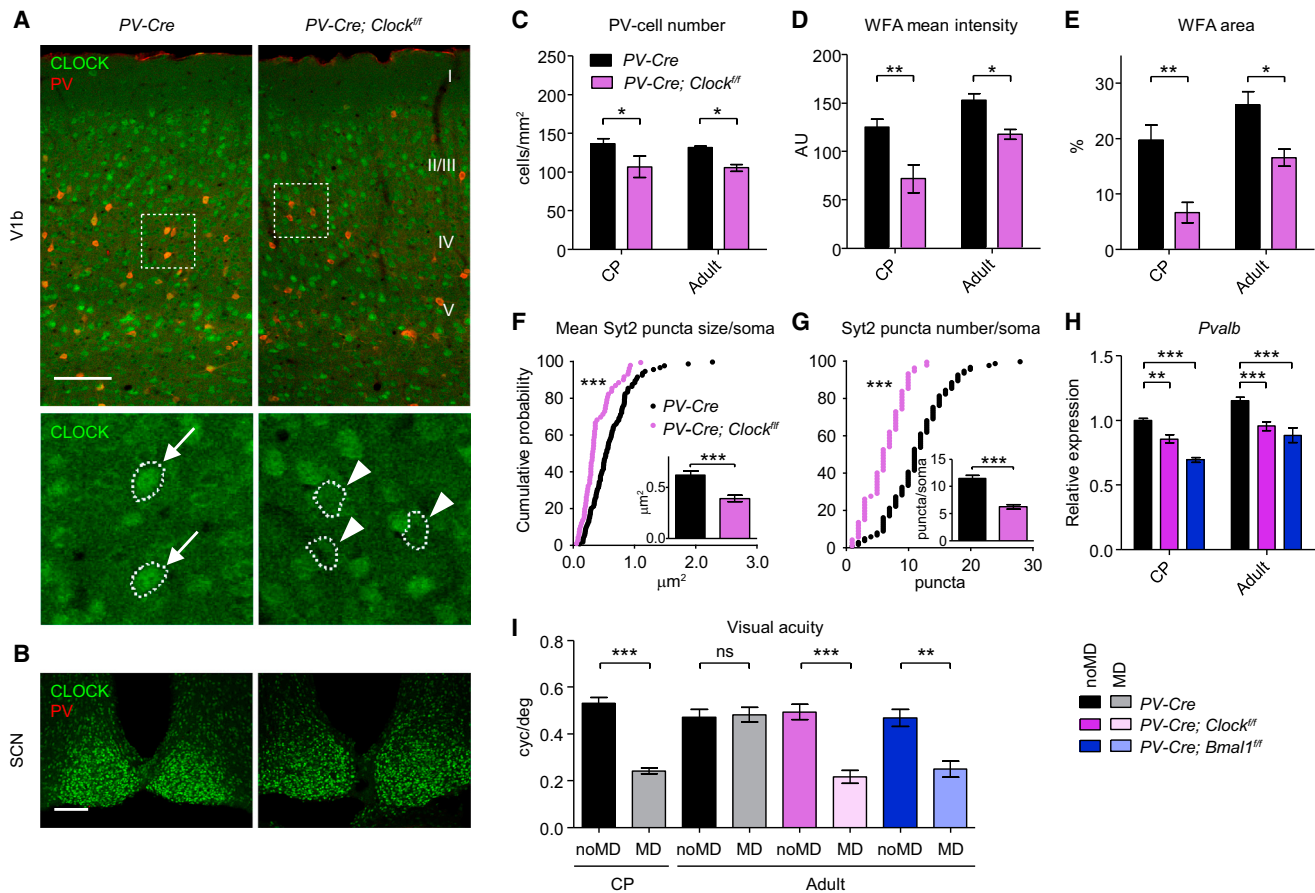 A
PV-Cre
PV-Cre; Clock^f/f
CLOCK
PV
I
II/III
IV
V
V1b
CLOCK
B
CLOCK
PV
SCN
C
PV-cell number
PV-Cre
PV-Cre; Clock^f/f
250
200
150
100
50
0
cells/mm²
*
*
CP
Adult
D
WFA mean intensity
200
150
100
50
0
AU
**
*
CP
Adult
E
WFA area
40
30
20
10
0
%
**
*
CP
Adult
F
Mean Syt2 puncta size/soma
100
80
60
40
20
0
Cumulative probability
***
PV-Cre
PV-Cre; Clock^f/f
***
0.5
0.0
μm²
0.0
1.0
2.0
3.0
μm²
G
Syt2 puncta number/soma
100
80
60
40
20
0
***
***
15
10
5
0
puncta/soma
0
10
20
30
puncta
H
Pvalb
1.5
1.0
0.5
0.0
Relative expression
***
**
***
***
CP
Adult
I
Visual acuity
0.8
0.6
0.4
0.2
0.0
cyc/deg
***
ns
***
**
noMD MD noMD MD noMD MD noMD MD
CP
Adult
noMD
MD
PV-Cre
PV-Cre; Clock^f/f
PV-Cre; Bmal1^f/f